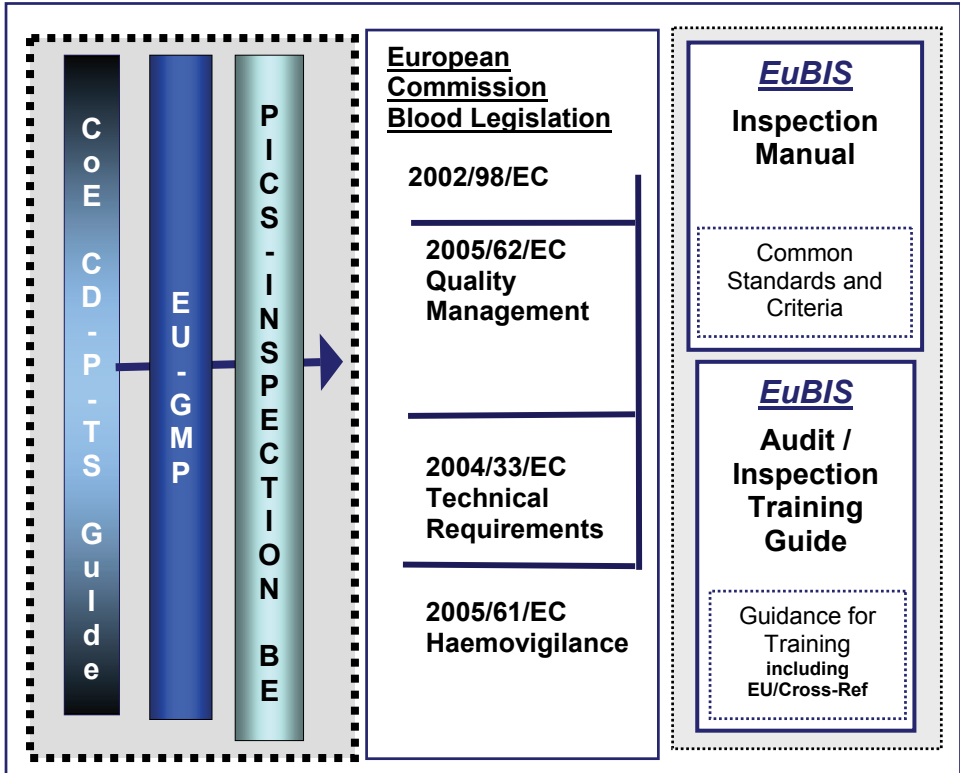 CoE CD-P-TS GuIde
EU-GMP
PICS-INSPECTION BE
European
Commission
Blood Legislation
2002/98/EC
2005/62/EC
Quality
Management
2004/33/EC
Technical
Requirements
2005/61/EC
Haemovigilance
EuBIS
Inspection
Manual
Common
Standards and
Criteria
EuBIS
Audit /
Inspection
Training
Guide
Guidance for
Training
including
EU/Cross-Ref